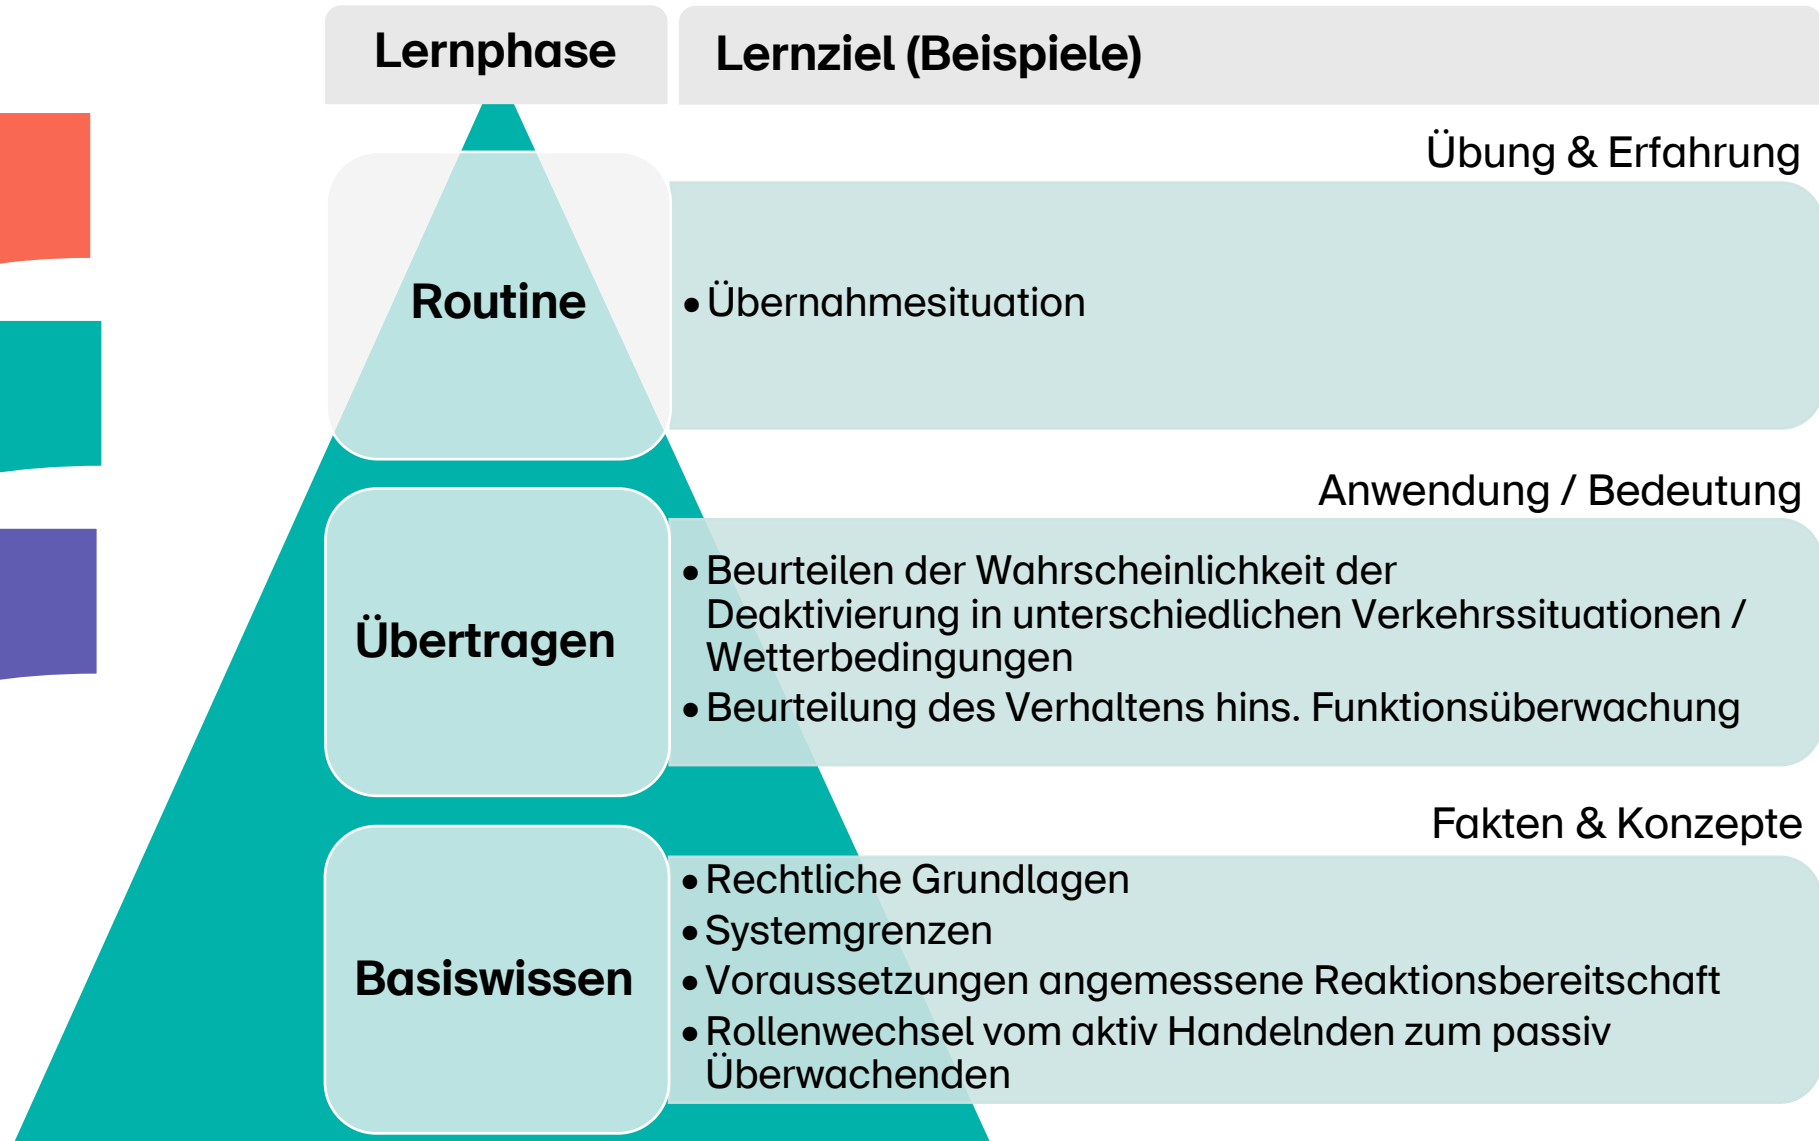 Lernphase
Lernziel (Beispiele)
Übung & Erfahrung
Routine
• Übernahmesituation
Anwendung / Bedeutung
Übertragen
• Beurteilen der Wahrscheinlichkeit der
Deaktivierung in unterschiedlichen Verkehrssituationen /
Wetterbedingungen
• Beurteilung des Verhaltens hins. Funktionsüberwachung
Fakten & Konzepte
Basiswissen
• Rechtliche Grundlagen
• Systemgrenzen
• Voraussetzungen angemessene Reaktionsbereitschaft
• Rollenwechsel vom aktiv Handelnden zum passiv
Überwachenden